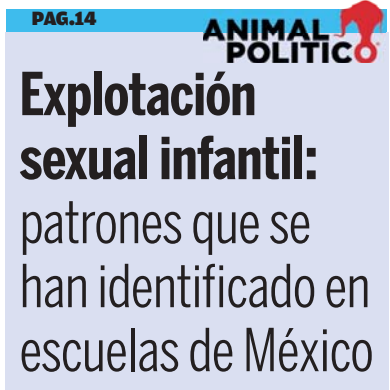 PAG.14
ANIMAL
POLITICO
Explotación
sexual infantil:
patrones que se
han identificado en
escuelas de México